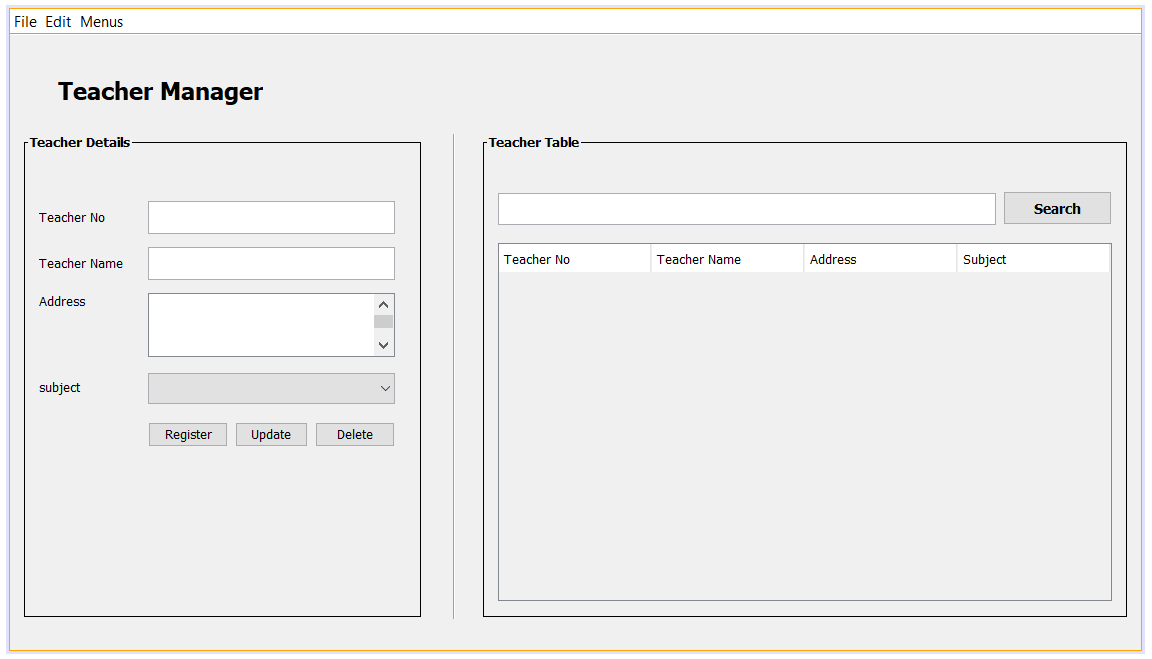 File Edit Menus
Teacher Manager
Teacher Details
Teacher No
Teacher Name
Address
subject
Register Update Delete
Teacher Table
Search
Teacher No Teacher Name Address Subject